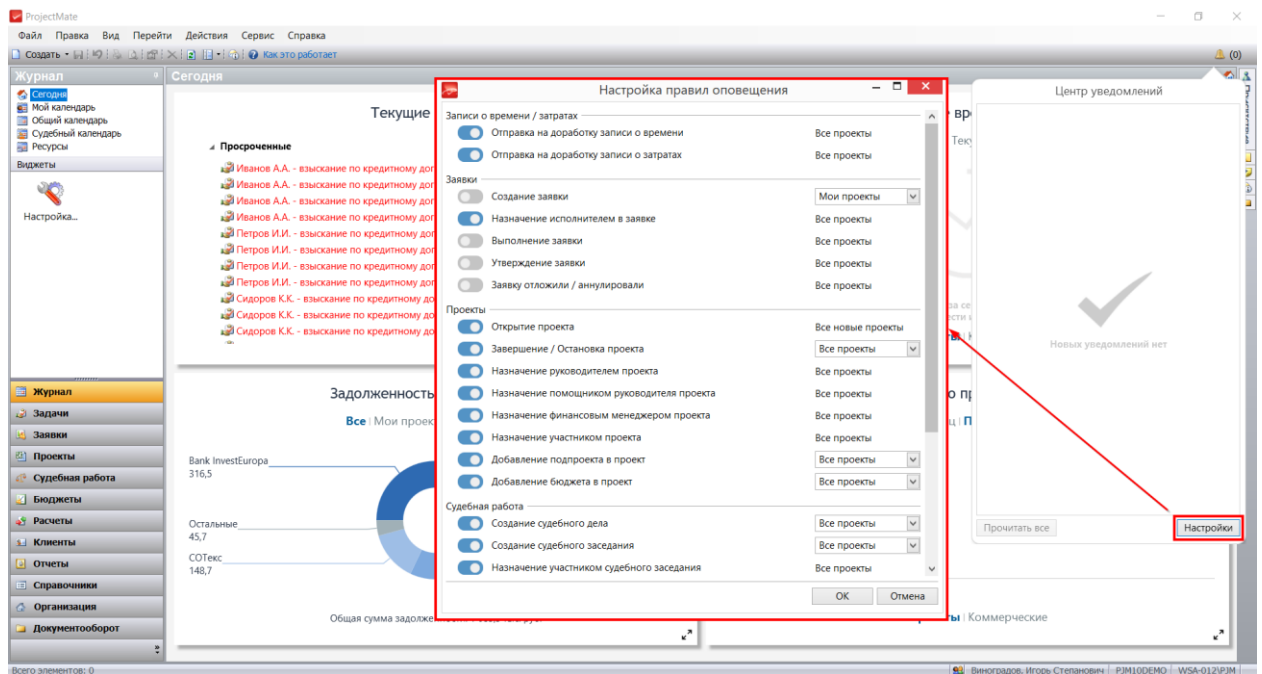 ProjectMate
Файл Правка Вид Перейти Действия Сервис Справка
Создать Как это работает (0)
Журнал
Сегодня
Мой календарь
Общий календарь
Судебный календарь
Ресурсы
Виджеты
Настройка...
Журнал
Задачи
Заявки
Проекты
Судебная работа
Бюджеты
Расчеты
Клиенты
Отчеты
Справочники
Организация
Документооборот
Сегодня
Текущие
Просроченные
Иванов А.А. - взыскание по кредитному дог
Иванов А.А. - взыскание по кредитному дог
Иванов А.А. - взыскание по кредитному дог
Иванов А.А. - взыскание по кредитному дог
Петров И.И. - взыскание по кредитному дог
Петров И.И. - взыскание по кредитному дог
Петров И.И. - взыскание по кредитному дог
Петров И.И. - взыскание по кредитному дог
Сидоров К.К. - взыскание по кредитному до
Сидоров К.К. - взыскание по кредитному до
Сидоров К.К. - взыскание по кредитному до
Задолженность
Все | Мои проек
Bank InvestEuropa
316,5
Остальные
45,7
СОТекс
148,7
Общая сумма задолже
Настройка правил оповещения
Записи о времени / затратах
Отправка на доработку записи о времени Все проекты
Отправка на доработку записи о затратах Все проекты
Заявки
Создание заявки Мои проекты
Назначение исполнителем в заявке Все проекты
Выполнение заявки Все проекты
Утверждение заявки Все проекты
Заявку отложили / аннулировали Все проекты
Проекты
Открытие проекта Все новые проекты
Завершение / Остановка проекта Все проекты
Назначение руководителем проекта Все проекты
Назначение помощником руководителя проекта Все проекты
Назначение финансовым менеджером проекта Все проекты
Назначение участником проекта Все проекты
Добавление подпроекта в проект Все проекты
Добавление бюджета в проект Все проекты
Судебная работа
Создание судебного дела Все проекты
Создание судебного заседания Все проекты
Назначение участником судебного заседания Все проекты
OK Отмена
вр
Тек
о пр
ц | П
ы | Коммерческие
Центр уведомлений
Новых уведомлений нет
Прочитать все Настройки
Всего элементов: 0 Виноградов, Игорь Степанович PJM10DEMO WSA-012\PJM